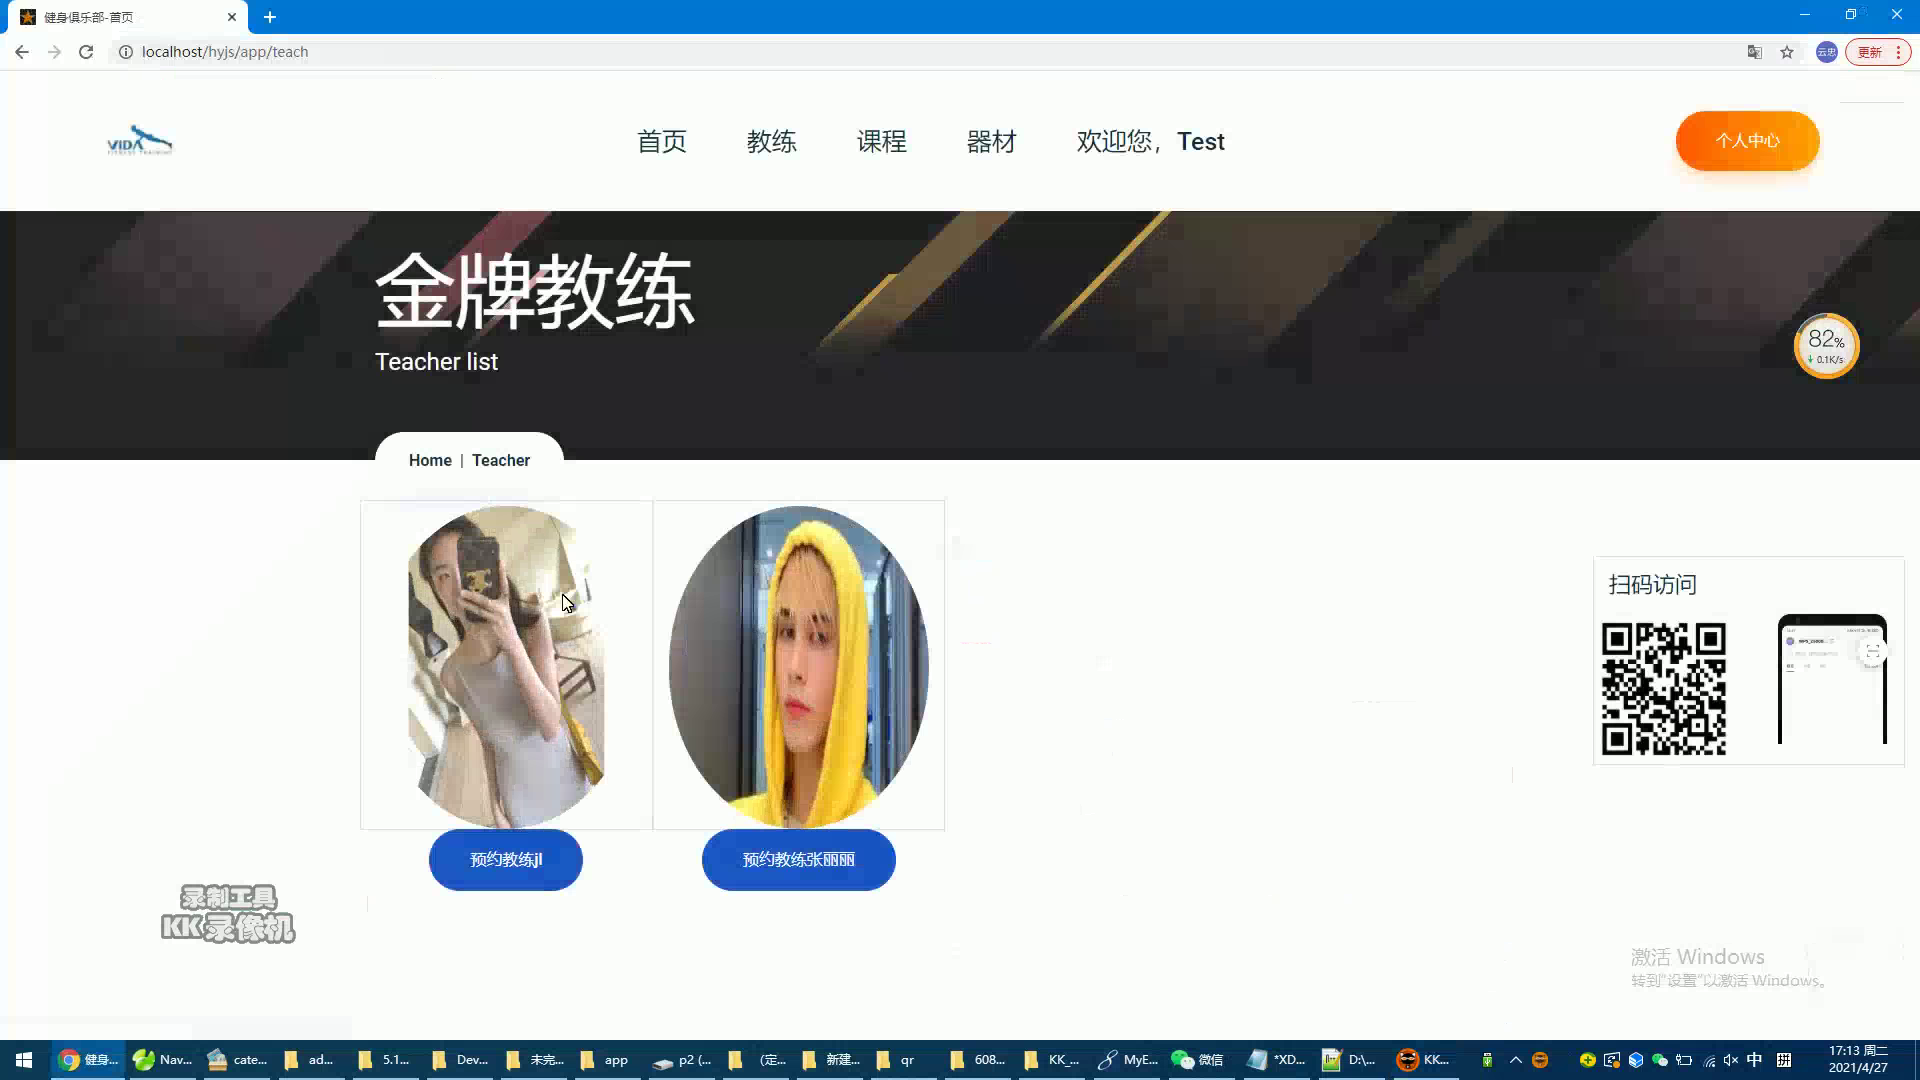 健身俱乐部-首页
localhost/hyjs/app/teach
云忠
更新
VIDA
FITNESS TRAINING
首页
教练
课程
器材
欢迎您，Test
个人中心
金牌教练
Teacher list
82%
0.1K/s
Home | Teacher
扫码访问
预约教练jl
预约教练张丽丽
录制工具
KK录像机
激活 Windows
转到"设置"以激活 Windows。
健身...
Nav...
cate...
ad...
5.1...
Dev...
未完...
app
p2 (...
(定...
新建...
qr
608...
KK_...
MyE...
微信
*XD...
D:\...
KK...
中
拼
17:13 周二
2021/4/27